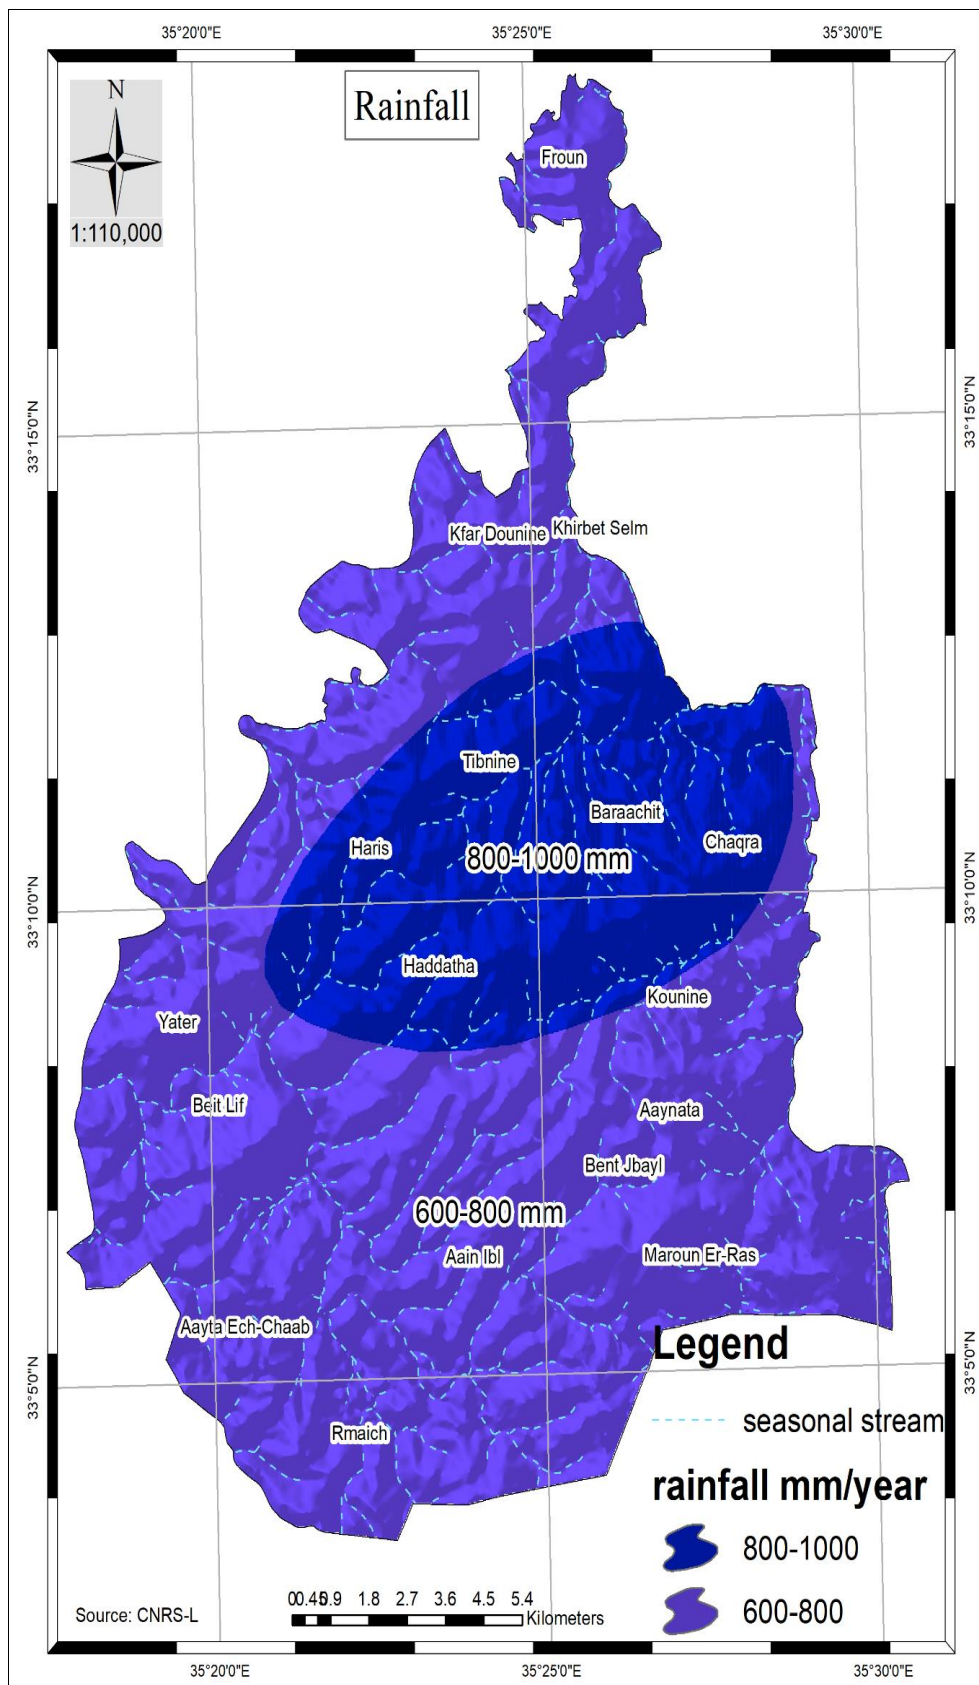 35°20'0"E
35°25'0"E
35°30'0"E
N
1:110,000
Rainfall
Froun
33°15'0"N
33°15'0"N
Kfar Dounine
Khirbet Selm
Tibnine
Baraachit
Haris
Chaqra
800-1000 mm
33°10'0"N
33°10'0"N
Haddatha
Kounine
Yater
Beit Lif
Aaynata
Bent Jbayl
600-800 mm
Aain Ibl
Maroun Er-Ras
Aayta Ech-Chaab
33°5'0"N
33°5'0"N
Rmaich
Legend
seasonal stream
rainfall mm/year
800-1000
600-800
Source: CNRS-L
0 0.45 0.9 1.8 2.7 3.6 4.5 5.4
Kilometers
35°20'0"E
35°25'0"E
35°30'0"E